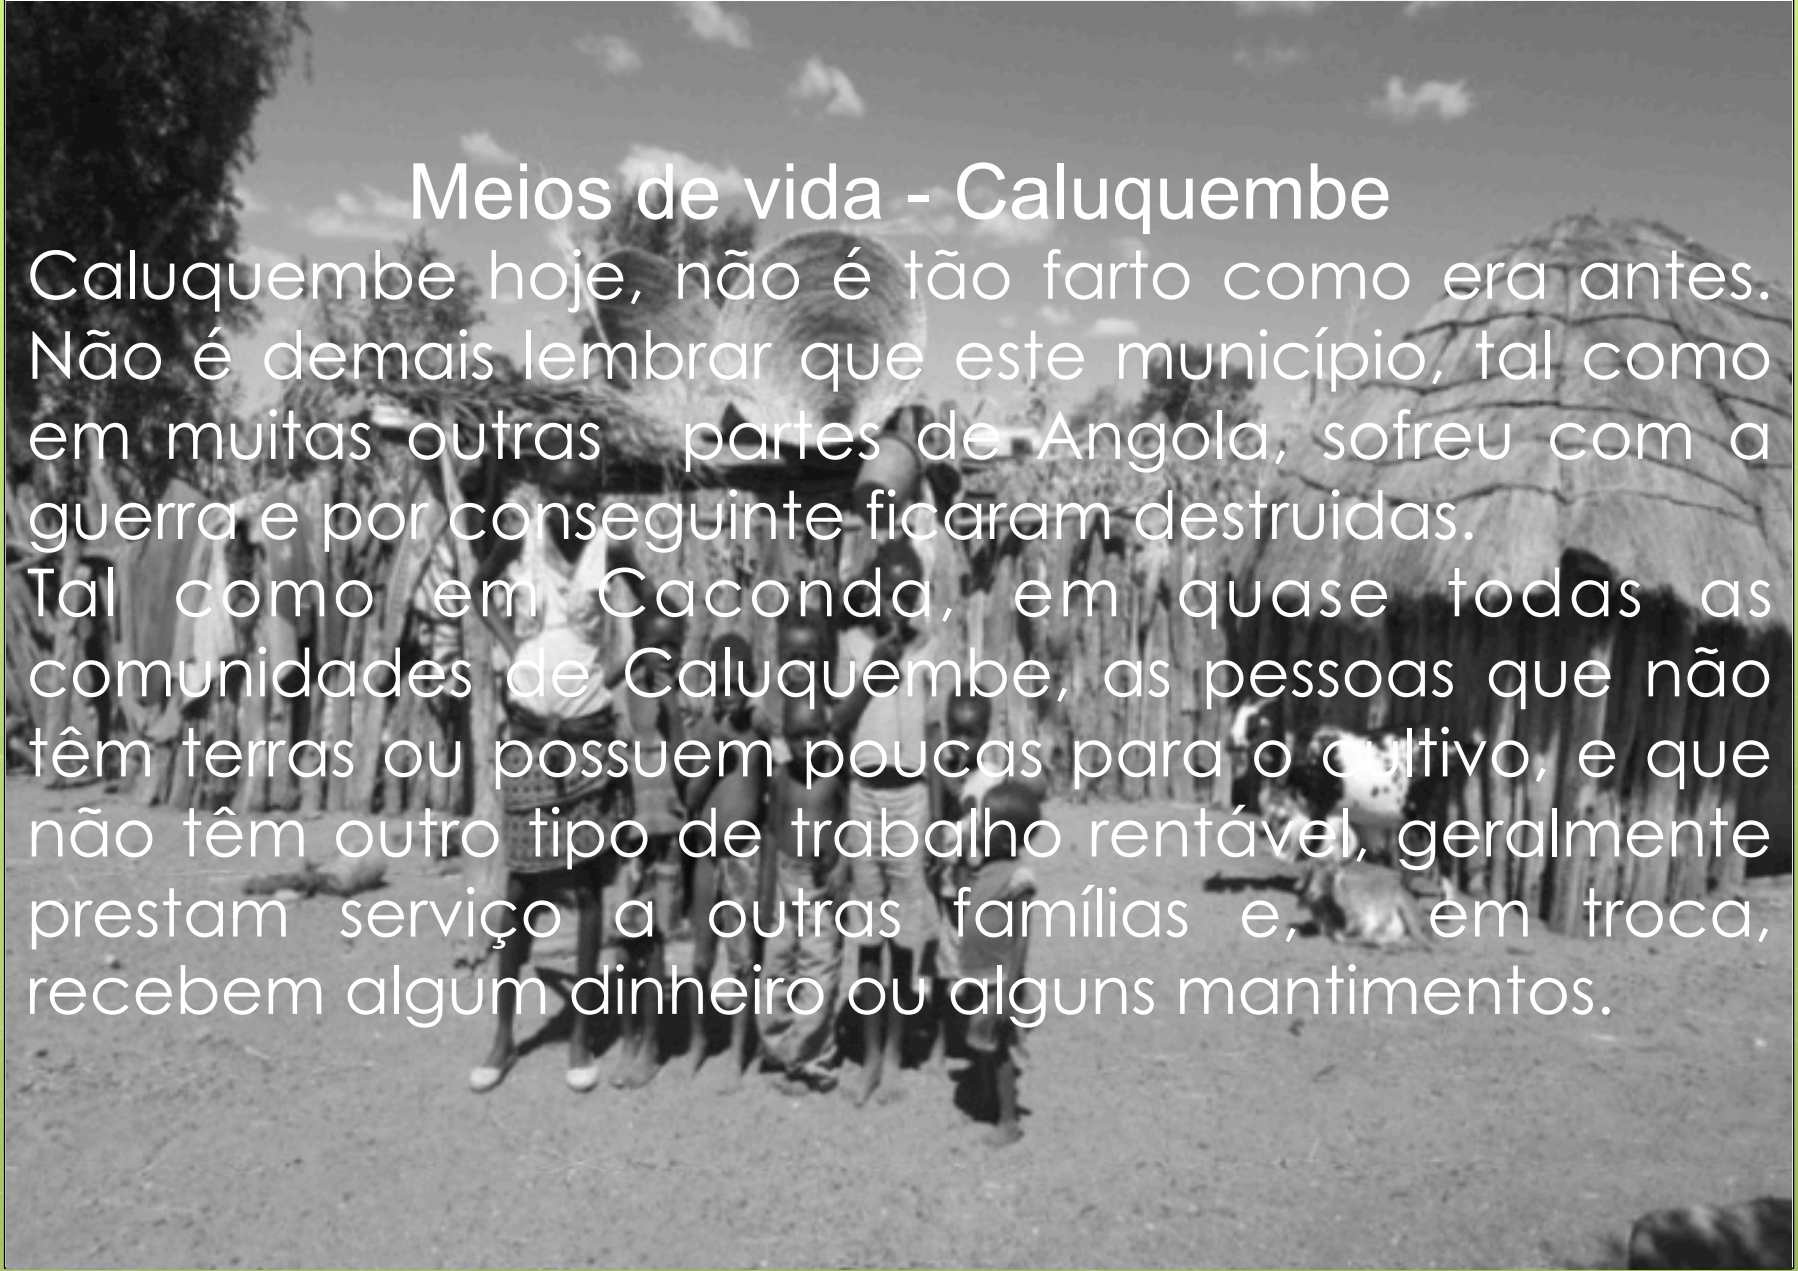 Meios de vida - Caluquembe
Caluquembe hoje, não é tão farto como era antes.
Não é demais lembrar que este município, tal como
em muitas outras partes de Angola, sofreu com a
guerra e por conseguinte ficaram destruidas.
Tal como em Caconda, em quase todas as
comunidades de Caluquembe, as pessoas que não
têm terras ou possuem poucas para o cultivo, e que
não têm outro tipo de trabalho rentável, geralmente
prestam serviço a outras famílias e, em troca,
recebem algum dinheiro ou alguns mantimentos.